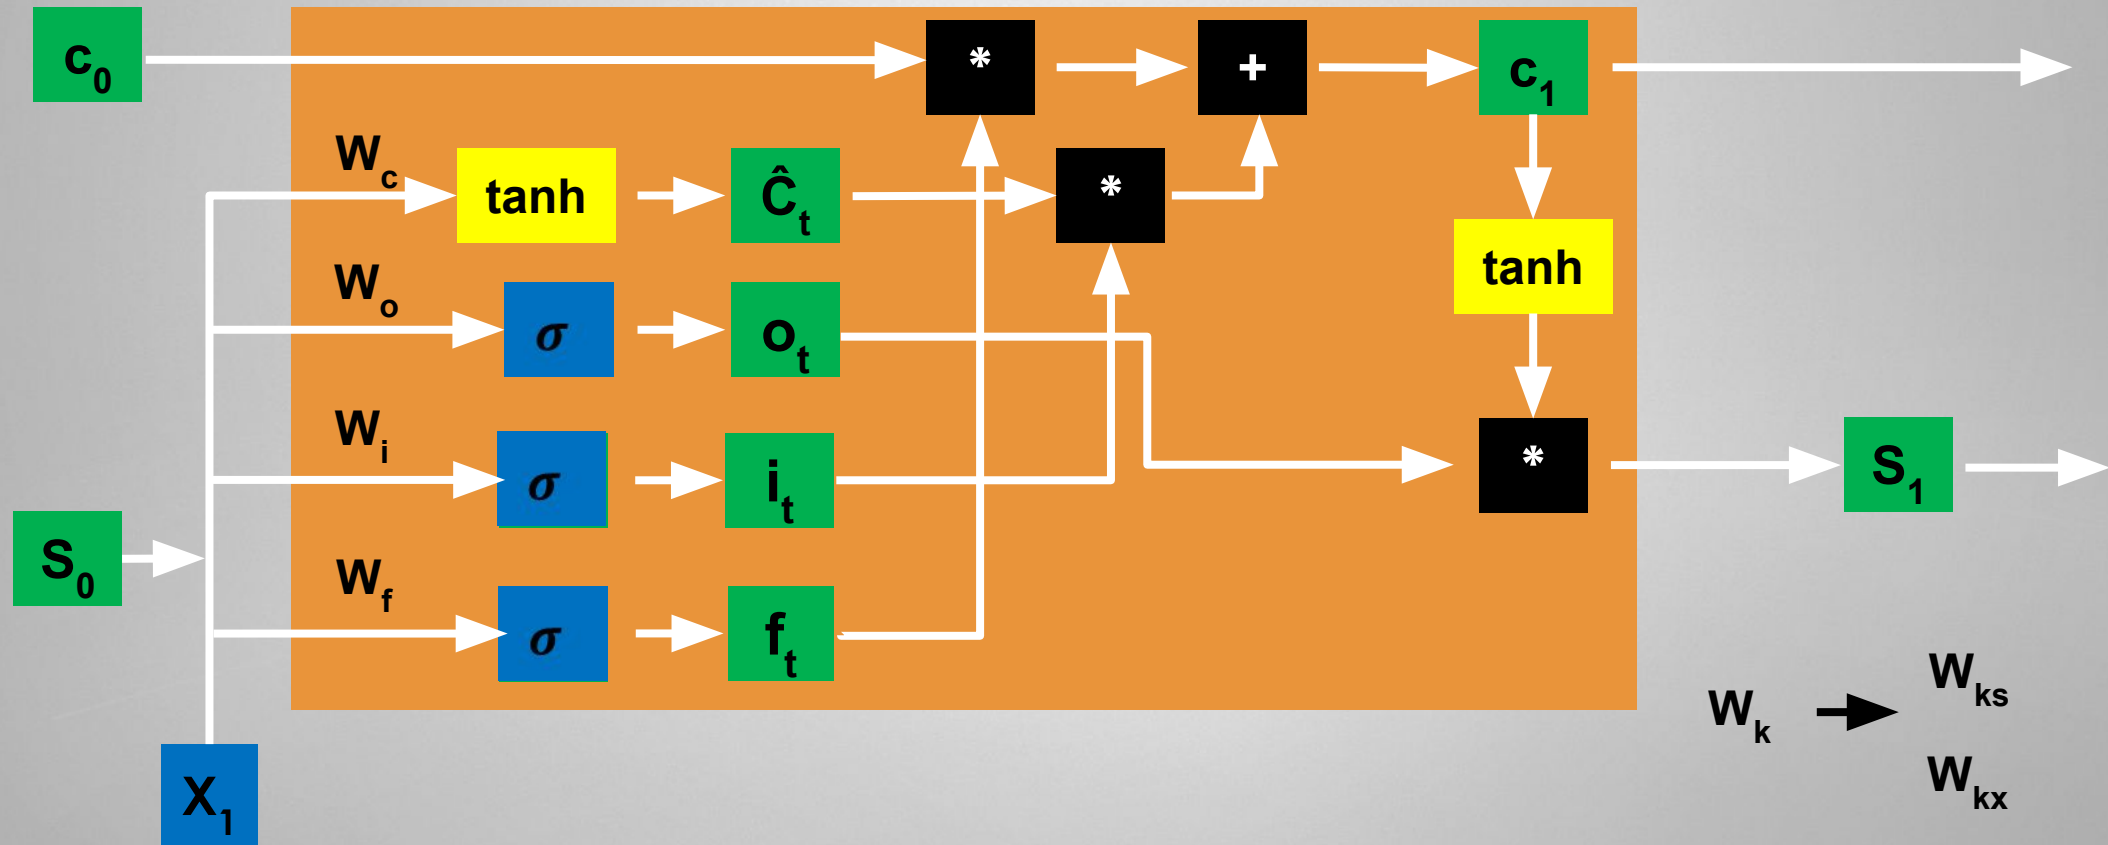 c0 * + c1
Wc tanh Ĉt *
Wo σ ot tanh
Wi σ it * S1
S0 Wf σ ft
Wk Wks
Wkx
X1